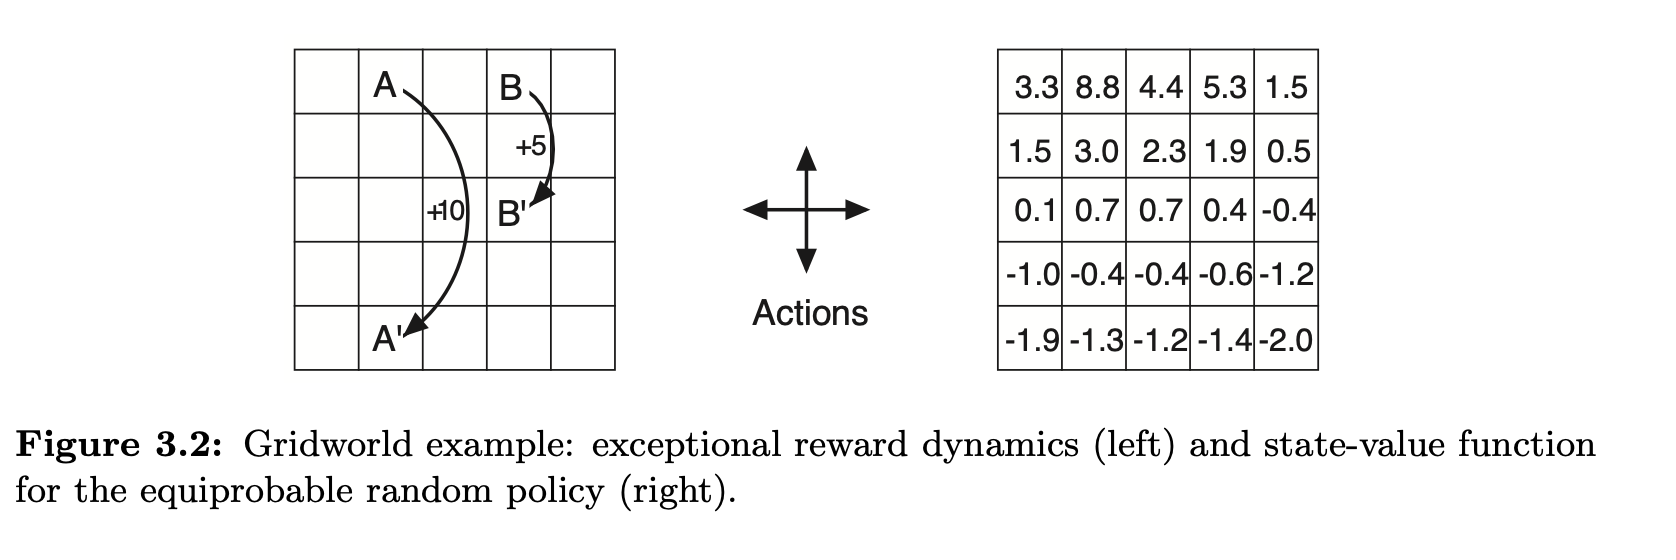 A B
+5
+10 B'
A'
Actions
3.3 8.8 4.4 5.3 1.5
1.5 3.0 2.3 1.9 0.5
0.1 0.7 0.7 0.4 -0.4
-1.0 -0.4 -0.4 -0.6 -1.2
-1.9 -1.3 -1.2 -1.4 -2.0
Figure 3.2: Gridworld example: exceptional reward dynamics (left) and state-value function
for the equiprobable random policy (right).